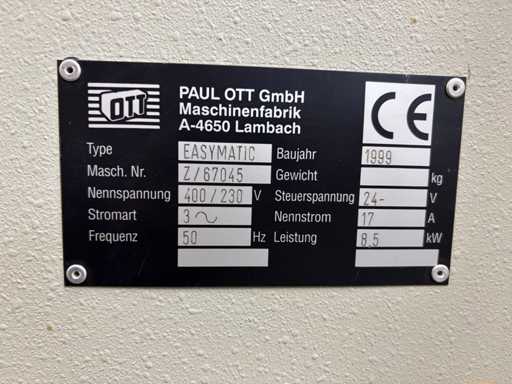 OTT
PAUL OTT GmbH
Maschinenfabrik
A-4650 Lambach
CE
Type EASYMATIC Baujahr 1999
Masch. Nr. Z/67045 Gewicht kg
Nennspannung 400/230 V Steuerspannung 24- V
Stromart 3~ Nennstrom 17 A
Frequenz 50 Hz Leistung 8.5 kW